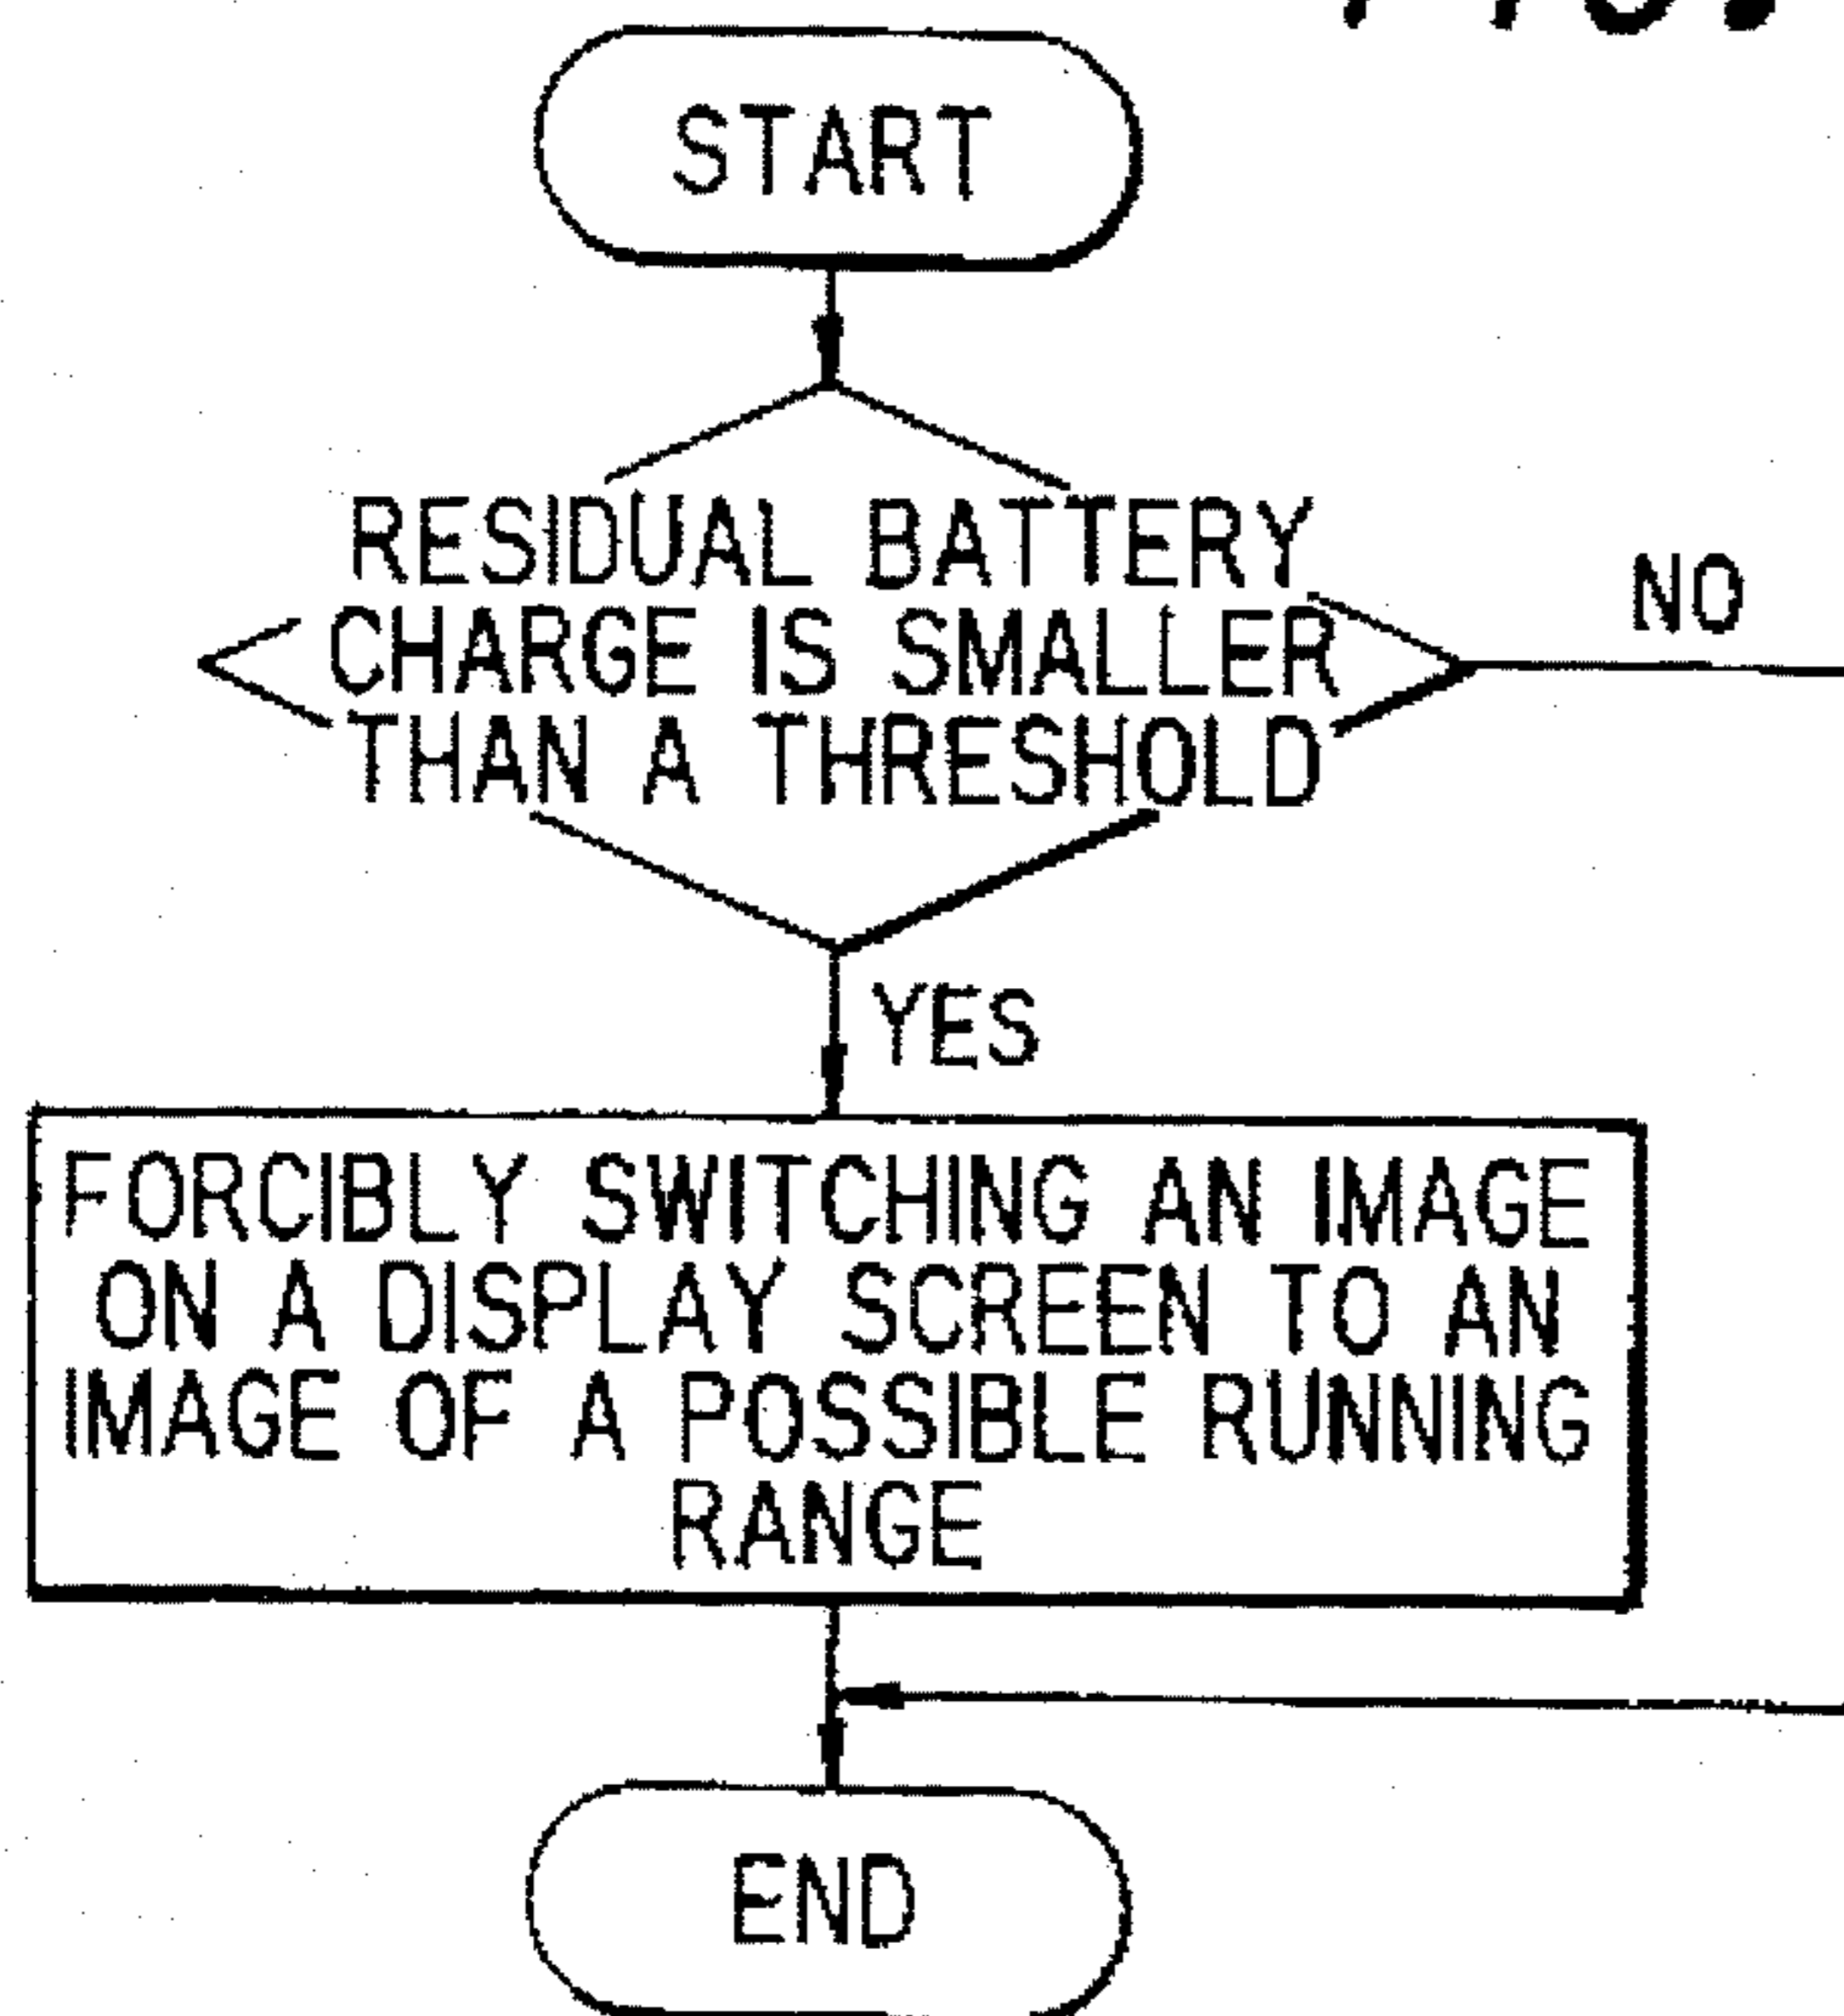 START
RESIDUAL BATTERY
CHARGE IS SMALLER
THAN A THRESHOLD
NO
YES
FORCIBLY SWITCHING AN IMAGE
ON A DISPLAY SCREEN TO AN
IMAGE OF A POSSIBLE RUNNING
RANGE
END